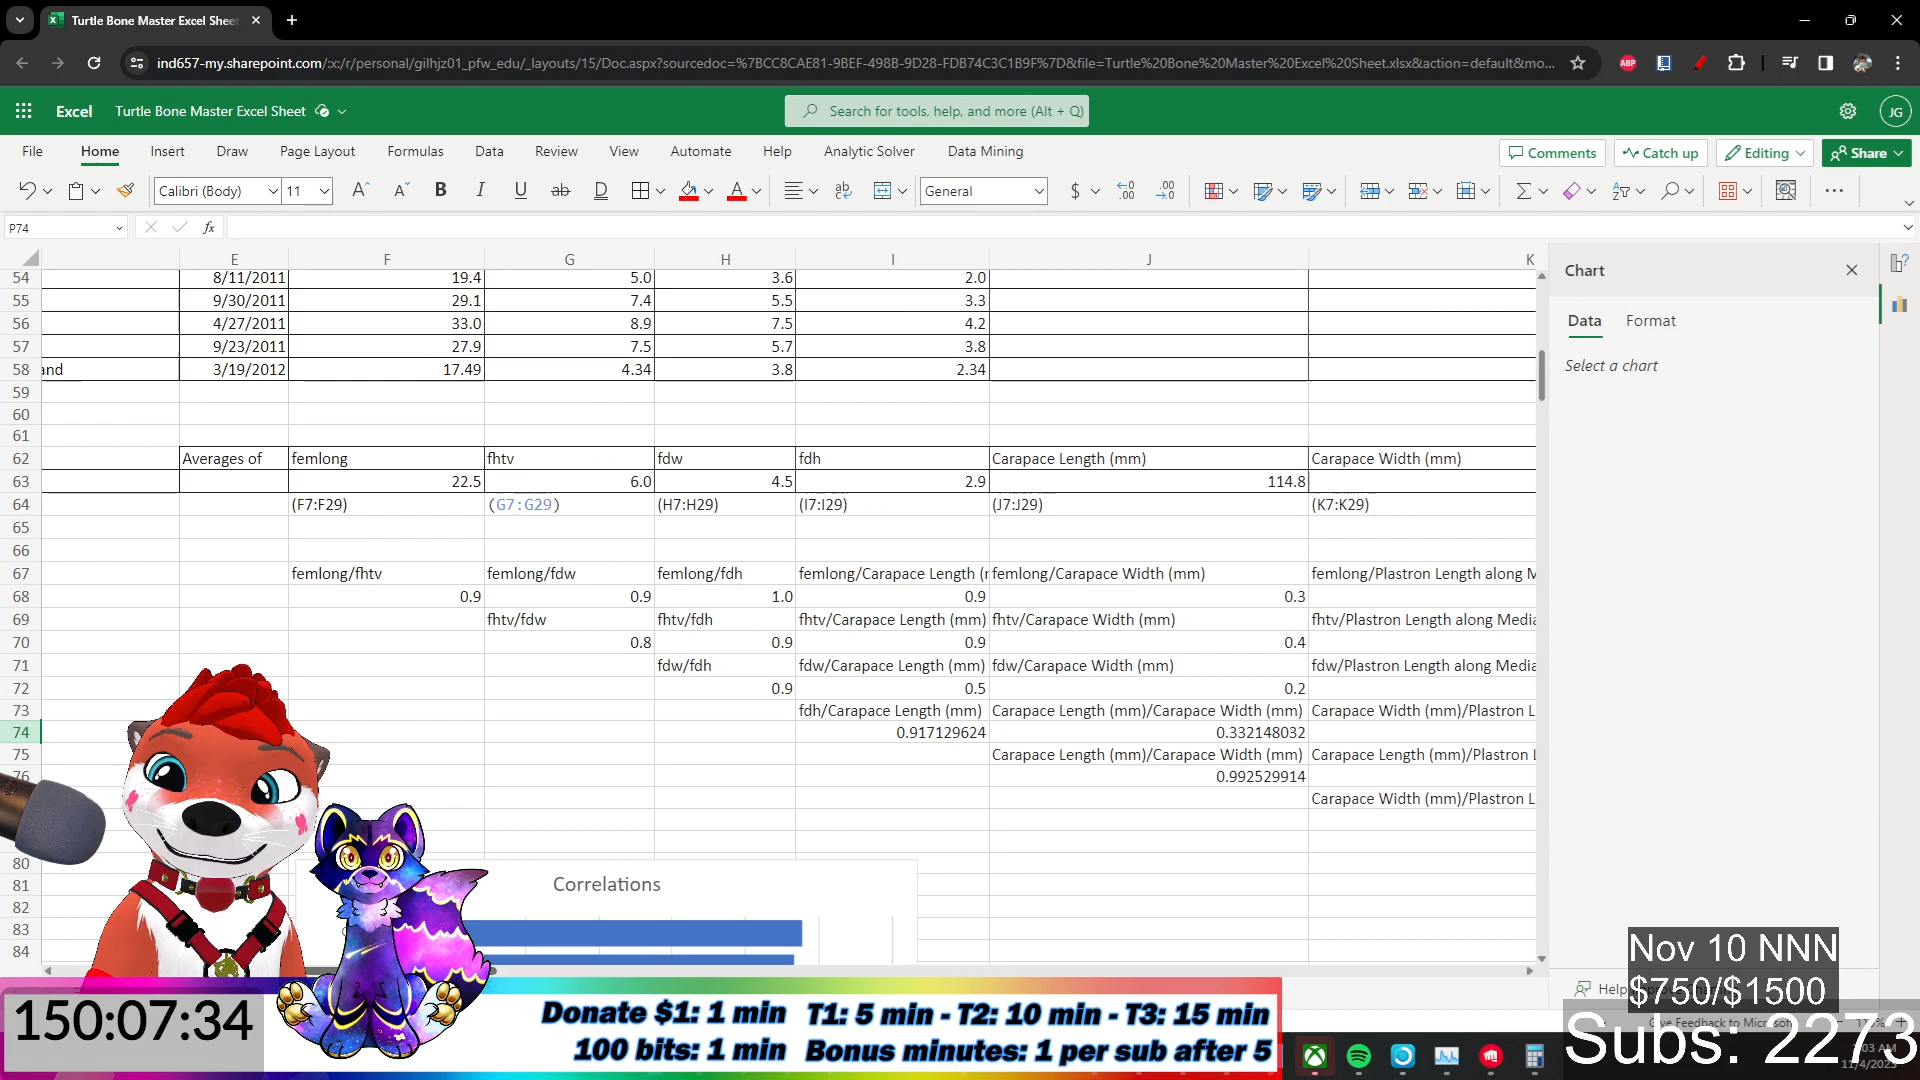 Turtle Bone Master Excel Shee
ind657-my.sharepoint.com/:x:/r/personal/gilhjz01_pfw_edu/_layouts/15/Doc.aspx?sourcedoc=%7BCC8CAE81-9BEF-498B-9D28-FDB74C3C1B9F%7D&file=Turtle%20Bone%20Master%20Excel%20Sheet.xlsx&action=default&mo...
ABP
Excel Turtle Bone Master Excel Sheet
Search for tools, help, and more (Alt + Q)
JG
File Home Insert Draw Page Layout Formulas Data Review View Automate Help Analytic Solver Data Mining
Comments Catch up Editing Share
Calibri (Body) 11 A A B I U ab D A ab General $ .00 .00
P74 fx
E F G H I J K
54 8/11/2011 19.4 5.0 3.6 2.0
55 9/30/2011 29.1 7.4 5.5 3.3
56 4/27/2011 33.0 8.9 7.5 4.2
57 9/23/2011 27.9 7.5 5.7 3.8
58 and 3/19/2012 17.49 4.34 3.8 2.34
59
60
61
62 Averages of femlong fhtv fdw fdh Carapace Length (mm) Carapace Width (mm)
63 22.5 6.0 4.5 2.9 114.8
64 (F7:F29) (G7:G29) (H7:H29) (I7:I29) (J7:J29) (K7:K29)
65
66
67 femlong/fhtv femlong/fdw femlong/fdh femlong/Carapace Length (r femlong/Carapace Width (mm) femlong/Plastron Length along M
68 0.9 0.9 1.0 0.9 0.3
69 fhtv/fdw fhtv/fdh fhtv/Carapace Length (mm) fhtv/Carapace Width (mm) fhtv/Plastron Length along Media
70 0.8 0.9 0.9 0.4
71 fdw/fdh fdw/Carapace Length (mm) fdw/Carapace Width (mm) fdw/Plastron Length along Media
72 0.9 0.5 0.2
73 fdh/Carapace Length (mm) Carapace Length (mm)/Carapace Width (mm) Carapace Width (mm)/Plastron L
74 0.917129624 0.332148032
75 Carapace Length (mm)/Carapace Width (mm) Carapace Length (mm)/Plastron L
76 0.992529914
Carapace Width (mm)/Plastron L
80
81
82
83
84
Correlations
Chart
Data Format
Select a chart
Help
Give Feedback to Microsoft
Nov 10 NNN
$750/$1500
Subs: 2273
150:07:34
Donate $1: 1 min T1: 5 min - T2: 10 min - T3: 15 min
100 bits: 1 min Bonus minutes: 1 per sub after 5